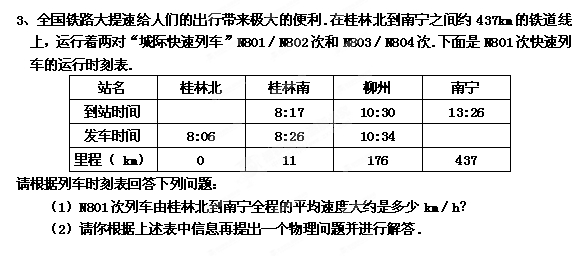 3、全国铁路大提速给人们的出行带来极大的便利.在桂林北到南宁之间约 437km 的铁道线
上，运行着两对“城际快速列车”N801／N802次和 N803／N804次.下面是 N801次快速列
车的运行时刻表.
站名 桂林北 桂林南 柳州 南宁
到站时间 8:17 10:30 13:26
发车时间 8:06 8:26 10:34
里程（ km） 0 11 176 437
请根据列车时刻表回答下列问题：
（1）N801次列车由桂林北到南宁全程的平均速度大约是多少 km／h?
（2）请你根据上述表中信息再提出一个物理问题并进行解答.